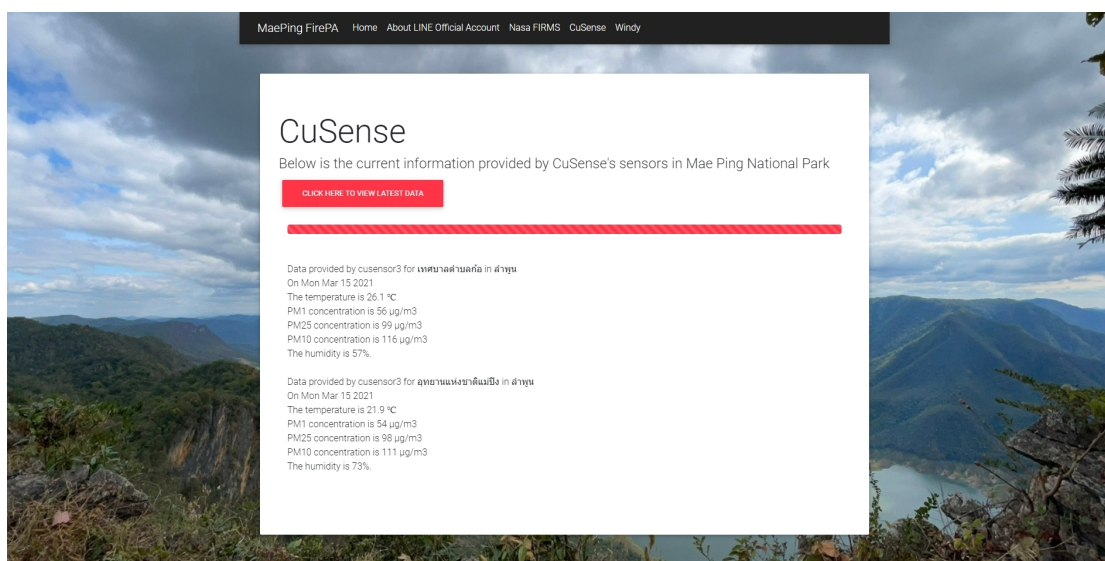 MaePing FirePA Home About LINE Official Account Nasa FIRMS CuSense Windy
CuSense
Below is the current information provided by CuSense's sensors in Mae Ping National Park
CLICK HERE TO VIEW LATEST DATA
Data provided by cusensor3 for เทศบาลตำบลก้อ in ลำพูน
On Mon Mar 15 2021
The temperature is 26.1 ℃
PM1 concentration is 56 µg/m3
PM25 concentration is 99 µg/m3
PM10 concentration is 116 µg/m3
The humidity is 57%.
Data provided by cusensor3 for อุทยานแห่งชาติแม่ปิง in ลำพูน
On Mon Mar 15 2021
The temperature is 21.9 ℃
PM1 concentration is 54 µg/m3
PM25 concentration is 98 µg/m3
PM10 concentration is 111 µg/m3
The humidity is 73%.